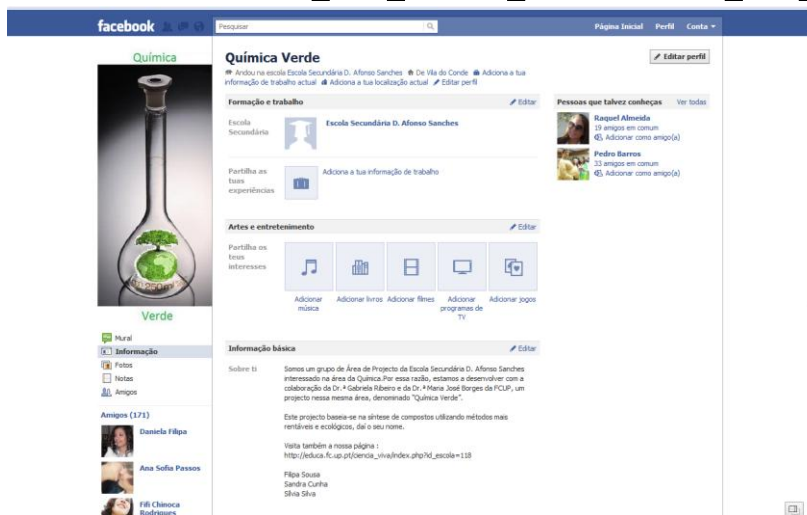 facebook
Pesquisar
Página Inicial Perfil Conta
Química
Verde
Mural
Informação
Fotos
Notas
Amigos
Amigos (171)
Daniela Filipa
Ana Sofia Passos
Fifi Chinoca
Rodrigues
Química Verde
Editar perfil
Andou na escola Escola Secundária D. Afonso Sanches De Vila do Conde Adiciona a tua
informação de trabalho actual Adiciona a tua localização actual Editar perfil
Formação e trabalho Editar
Escola
Secundária
Escola Secundária D. Afonso Sanches
Partilha as
tuas
experiências
Adiciona a tua informação de trabalho
Artes e entretenimento Editar
Partilha os
teus
interesses
Adicionar
música
Adicionar livros
Adicionar filmes
Adicionar
programas de
TV
Adicionar jogos
Informação básica Editar
Sobre ti
Somos um grupo de Área de Projecto da Escola Secundária D. Afonso Sanches
interessado na área da Química.Por essa razão, estamos a desenvolver com a
colaboração da Dr.ª Gabriela Ribeiro e da Dr.ª Maria José Borges da FCUP, um
projecto nessa mesma área, denominado "Química Verde".
Este projecto baseia-se na síntese de compostos utilizando métodos mais
rentáveis e ecológicos, daí o seu nome.
Visita também a nossa página :
http://educa.fc.up.pt/ciencia_viva/index.php?id_escola=118
Filipa Sousa
Sandra Cunha
Sílvia Silva
Pessoas que talvez conheças Ver todas
Raquel Almeida
19 amigos em comum
Adicionar como amigo(a)
Pedro Barros
33 amigos em comum
Adicionar como amigo(a)